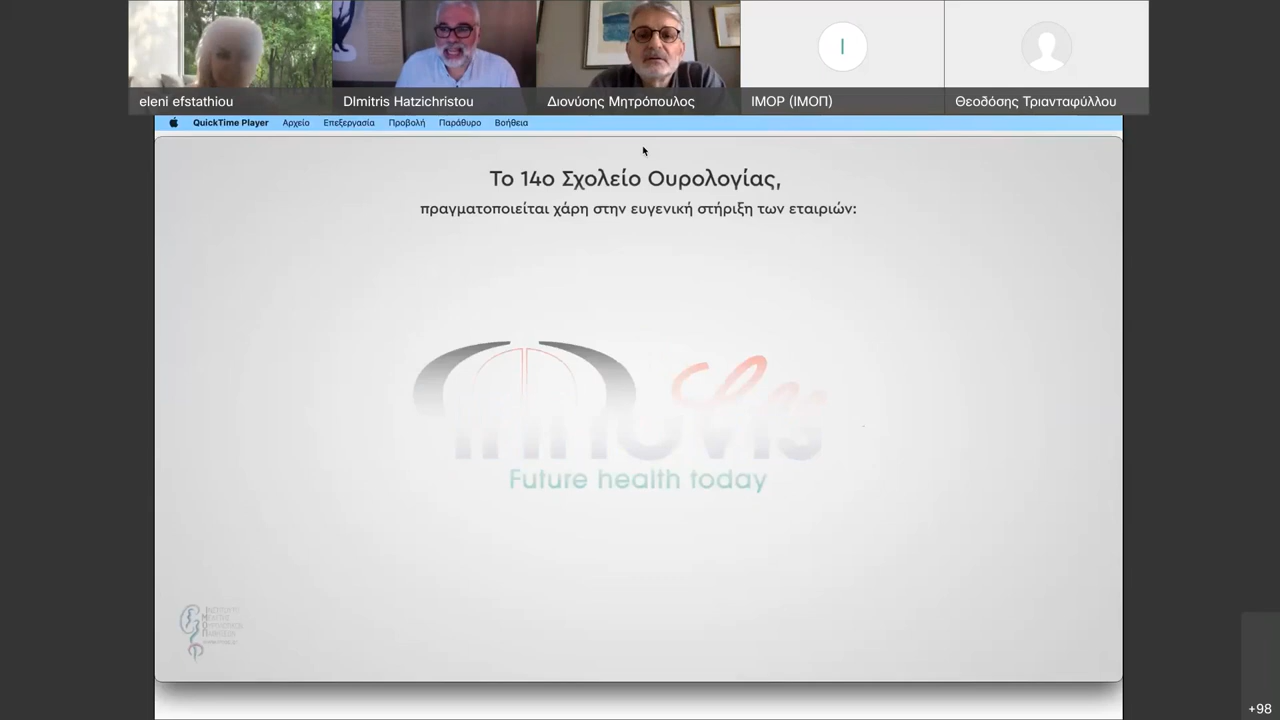 eleni efstathiou
DImitris Hatzichristou
Διονύσης Μητρόπουλος
I
IMOP (ΙΜΟΠ)
Θεοδόσης Τριανταφύλλου
QuickTime Player Αρχείο Επεξεργασία Προβολή Παράθυρο Βοήθεια
Το 14ο Σχολείο Ουρολογίας,
πραγματοποιείται χάρη στην ευγενική στήριξη των εταιριών:
innovis
Future health today
+98